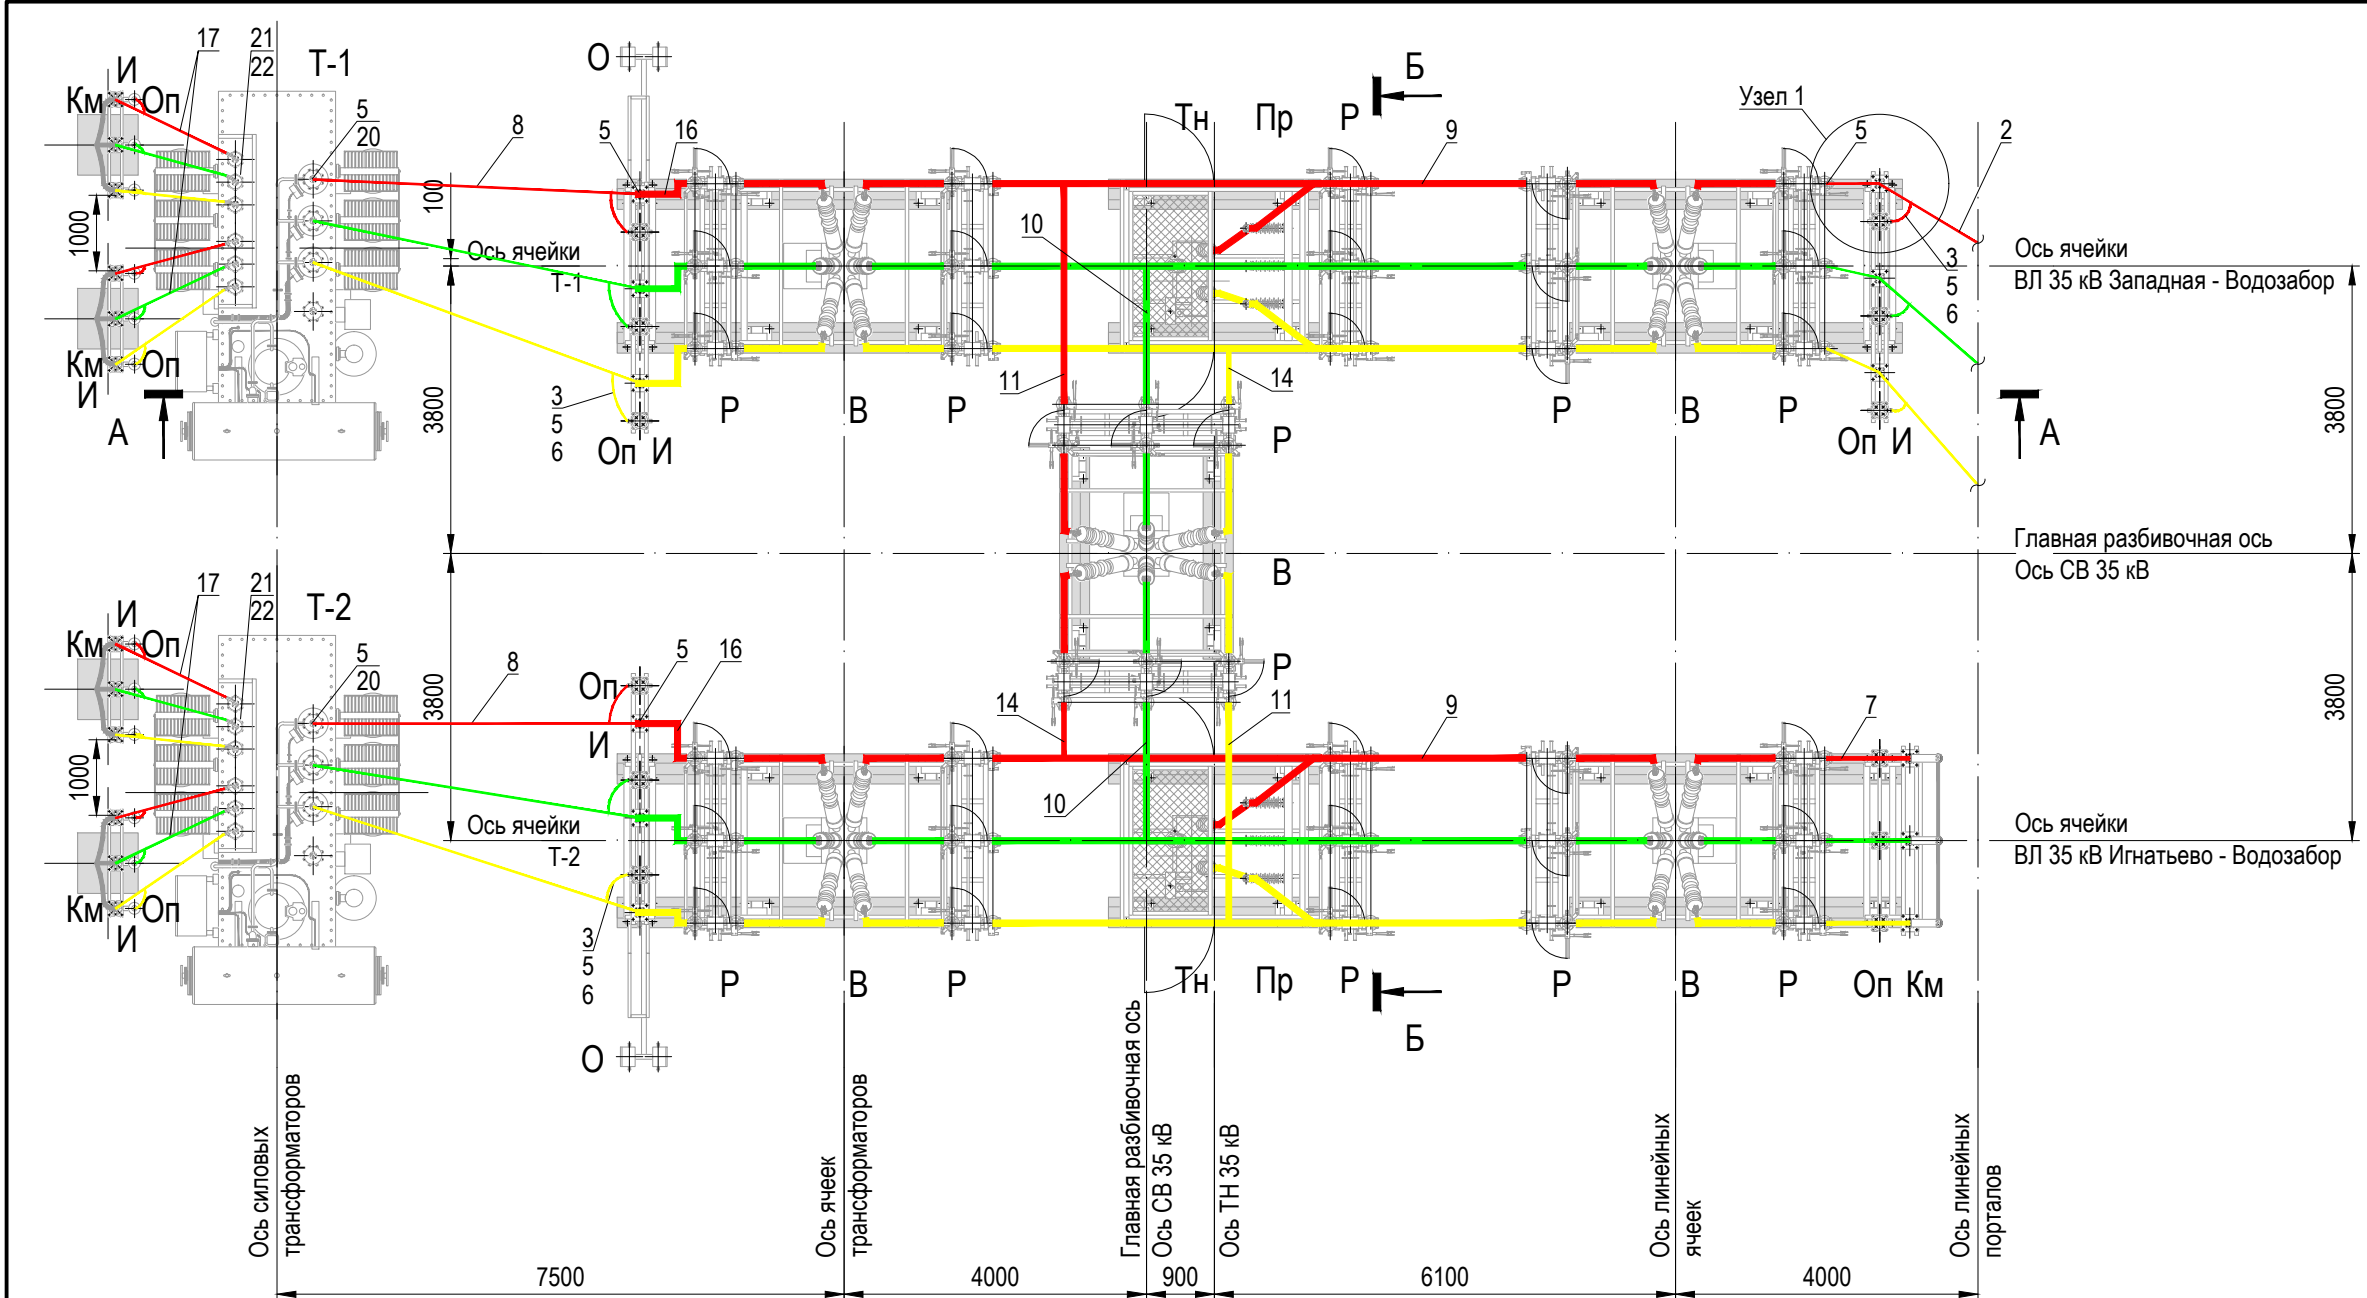 17
21
22
Т-1
И
Км
Оп
5
20
8
О
5
16
Тн
Пр
Р
Б
9
Узел 1
5
2
1000
1000
10
Ось ячейки
Т-1
3
5
6
Ось ячейки
ВЛ 35 кВ Западная - Водозабор
Км
Оп
И
А
3800
3
5
6
Оп
И
Р
В
Р
11
14
Р
Р
В
Р
Оп
И
А
3800
Главная разбивочная ось
Ось СВ 35 кВ
В
17
21
22
Т-2
И
Км
Оп
5
20
8
Оп
5
16
И
3800
14
Р
11
9
7
3800
1000
10
Ось ячейки
Т-2
Ось ячейки
ВЛ 35 кВ Игнатьево - Водозабор
Км
Оп
И
3
5
6
О
Р
В
Р
Тн
Пр
Р
Б
Р
В
Р
Оп
Км
Ось силовых
трансформаторов
Ось ячеек
трансформаторов
Главная разбивочная ось
Ось СВ 35 кВ
Ось ТН 35 кВ
Ось линейных
ячеек
Ось линейных
порталов
7500
4000
900
6100
4000